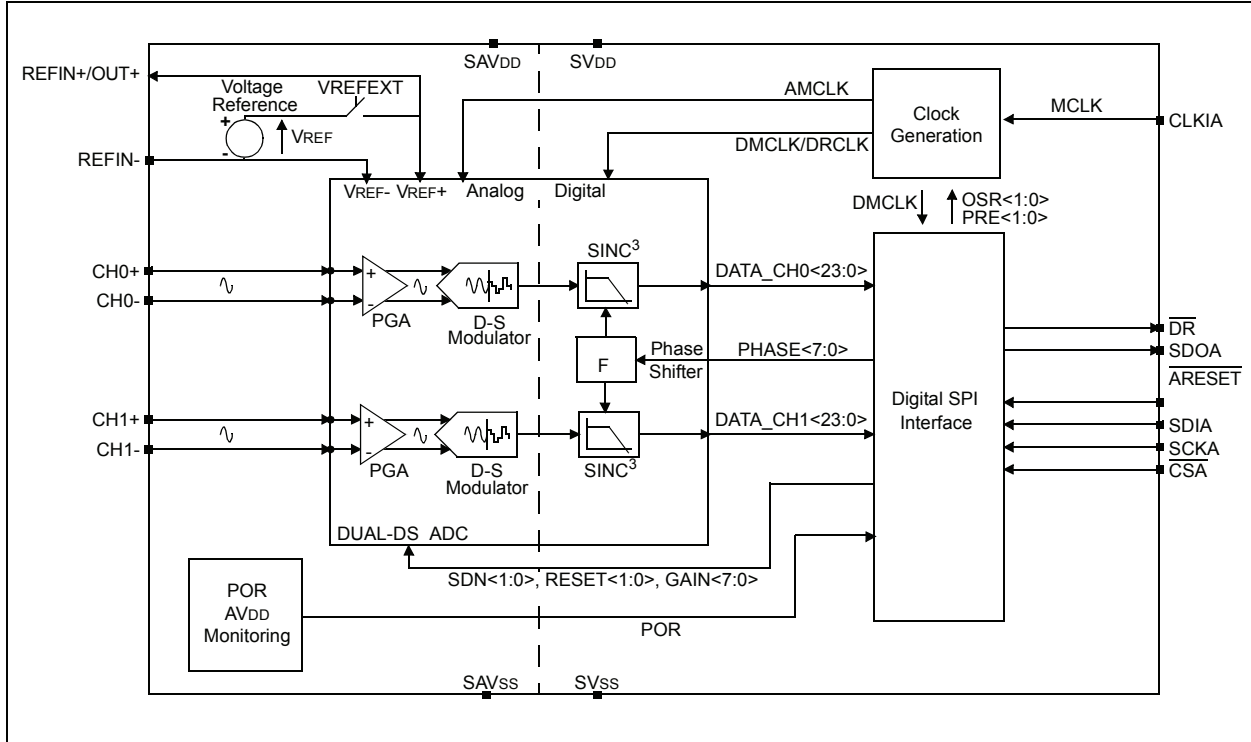 SAVDD
SVDD
REFIN+/OUT+
Voltage
Reference
VREFEXT
+
-
VREF
REFIN-
AMCLK
DMCLK/DRCLK
Clock
Generation
MCLK
CLKIA
VREF- VREF+
Analog
Digital
DMCLK
OSR<1:0>
PRE<1:0>
CH0+
CH0-
+
-
PGA
D-S
Modulator
SINC3
DATA_CH0<23:0>
F
Phase
Shifter
PHASE<7:0>
Digital SPI
Interface
DR
SDOA
ARESET
SDIA
SCKA
CSA
CH1+
CH1-
+
-
PGA
D-S
Modulator
SINC3
DATA_CH1<23:0>
DUAL-DS ADC
SDN<1:0>, RESET<1:0>, GAIN<7:0>
POR
AVDD
Monitoring
POR
SAVSS
SVSS